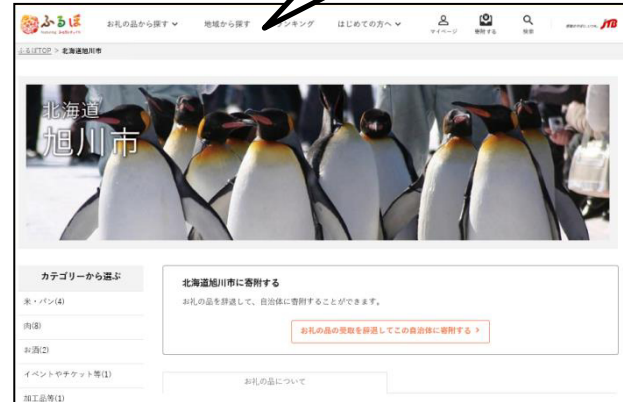 ふるぽ
お礼の品から探す
地域から探す
ンキング
はじめての方へ
マイページ
寄附する
検索
JTB
ふるぽTOP > 北海道旭川市
北海道
旭川市
カテゴリーから選ぶ
米・パン(4)
肉(8)
お酒(2)
イベントやチケット等(1)
加工品等(1)
北海道旭川市に寄附する
お礼の品を辞退して、自治体に寄附することができます。
お礼の品の受取を辞退してこの自治体に寄附する >
お礼の品について